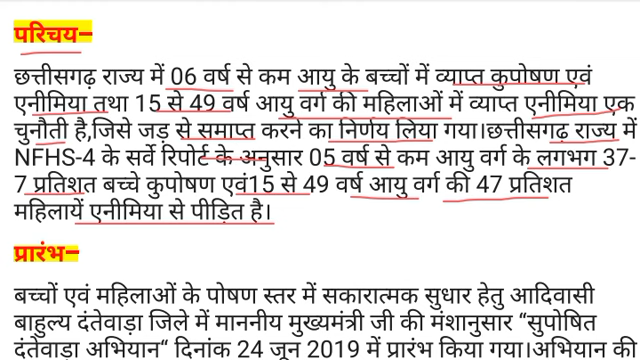 परिचय–
छत्तीसगढ़ राज्य में 06 वर्ष से कम आयु के बच्चों में व्याप्त कुपोषण एवं
एनीमिया तथा 15 से 49 वर्ष आयु वर्ग की महिलाओं में व्याप्त एनीमिया एक
चुनौती है,जिसे जड़ से समाप्त करने का निर्णय लिया गया।छत्तीसगढ़ राज्य में
NFHS-4 के सर्वे रिपोर्ट के अनुसार 05 वर्ष से कम आयु वर्ग के लगभग 37-
7 प्रतिशत बच्चे कुपोषण एवं15 से 49 वर्ष आयु वर्ग की 47 प्रतिशत
महिलायें एनीमिया से पीड़ित है।
प्रारंभ–
बच्चों एवं महिलाओं के पोषण स्तर में सकारात्मक सुधार हेतु आदिवासी
बाहुल्य दंतेवाड़ा जिले में माननीय मुख्यमंत्री जी की मंशानुसार “सुपोषित
दंतेवाड़ा अभियान“ दिनांक 24 जून 2019 में प्रारंभ किया गया।अभियान की